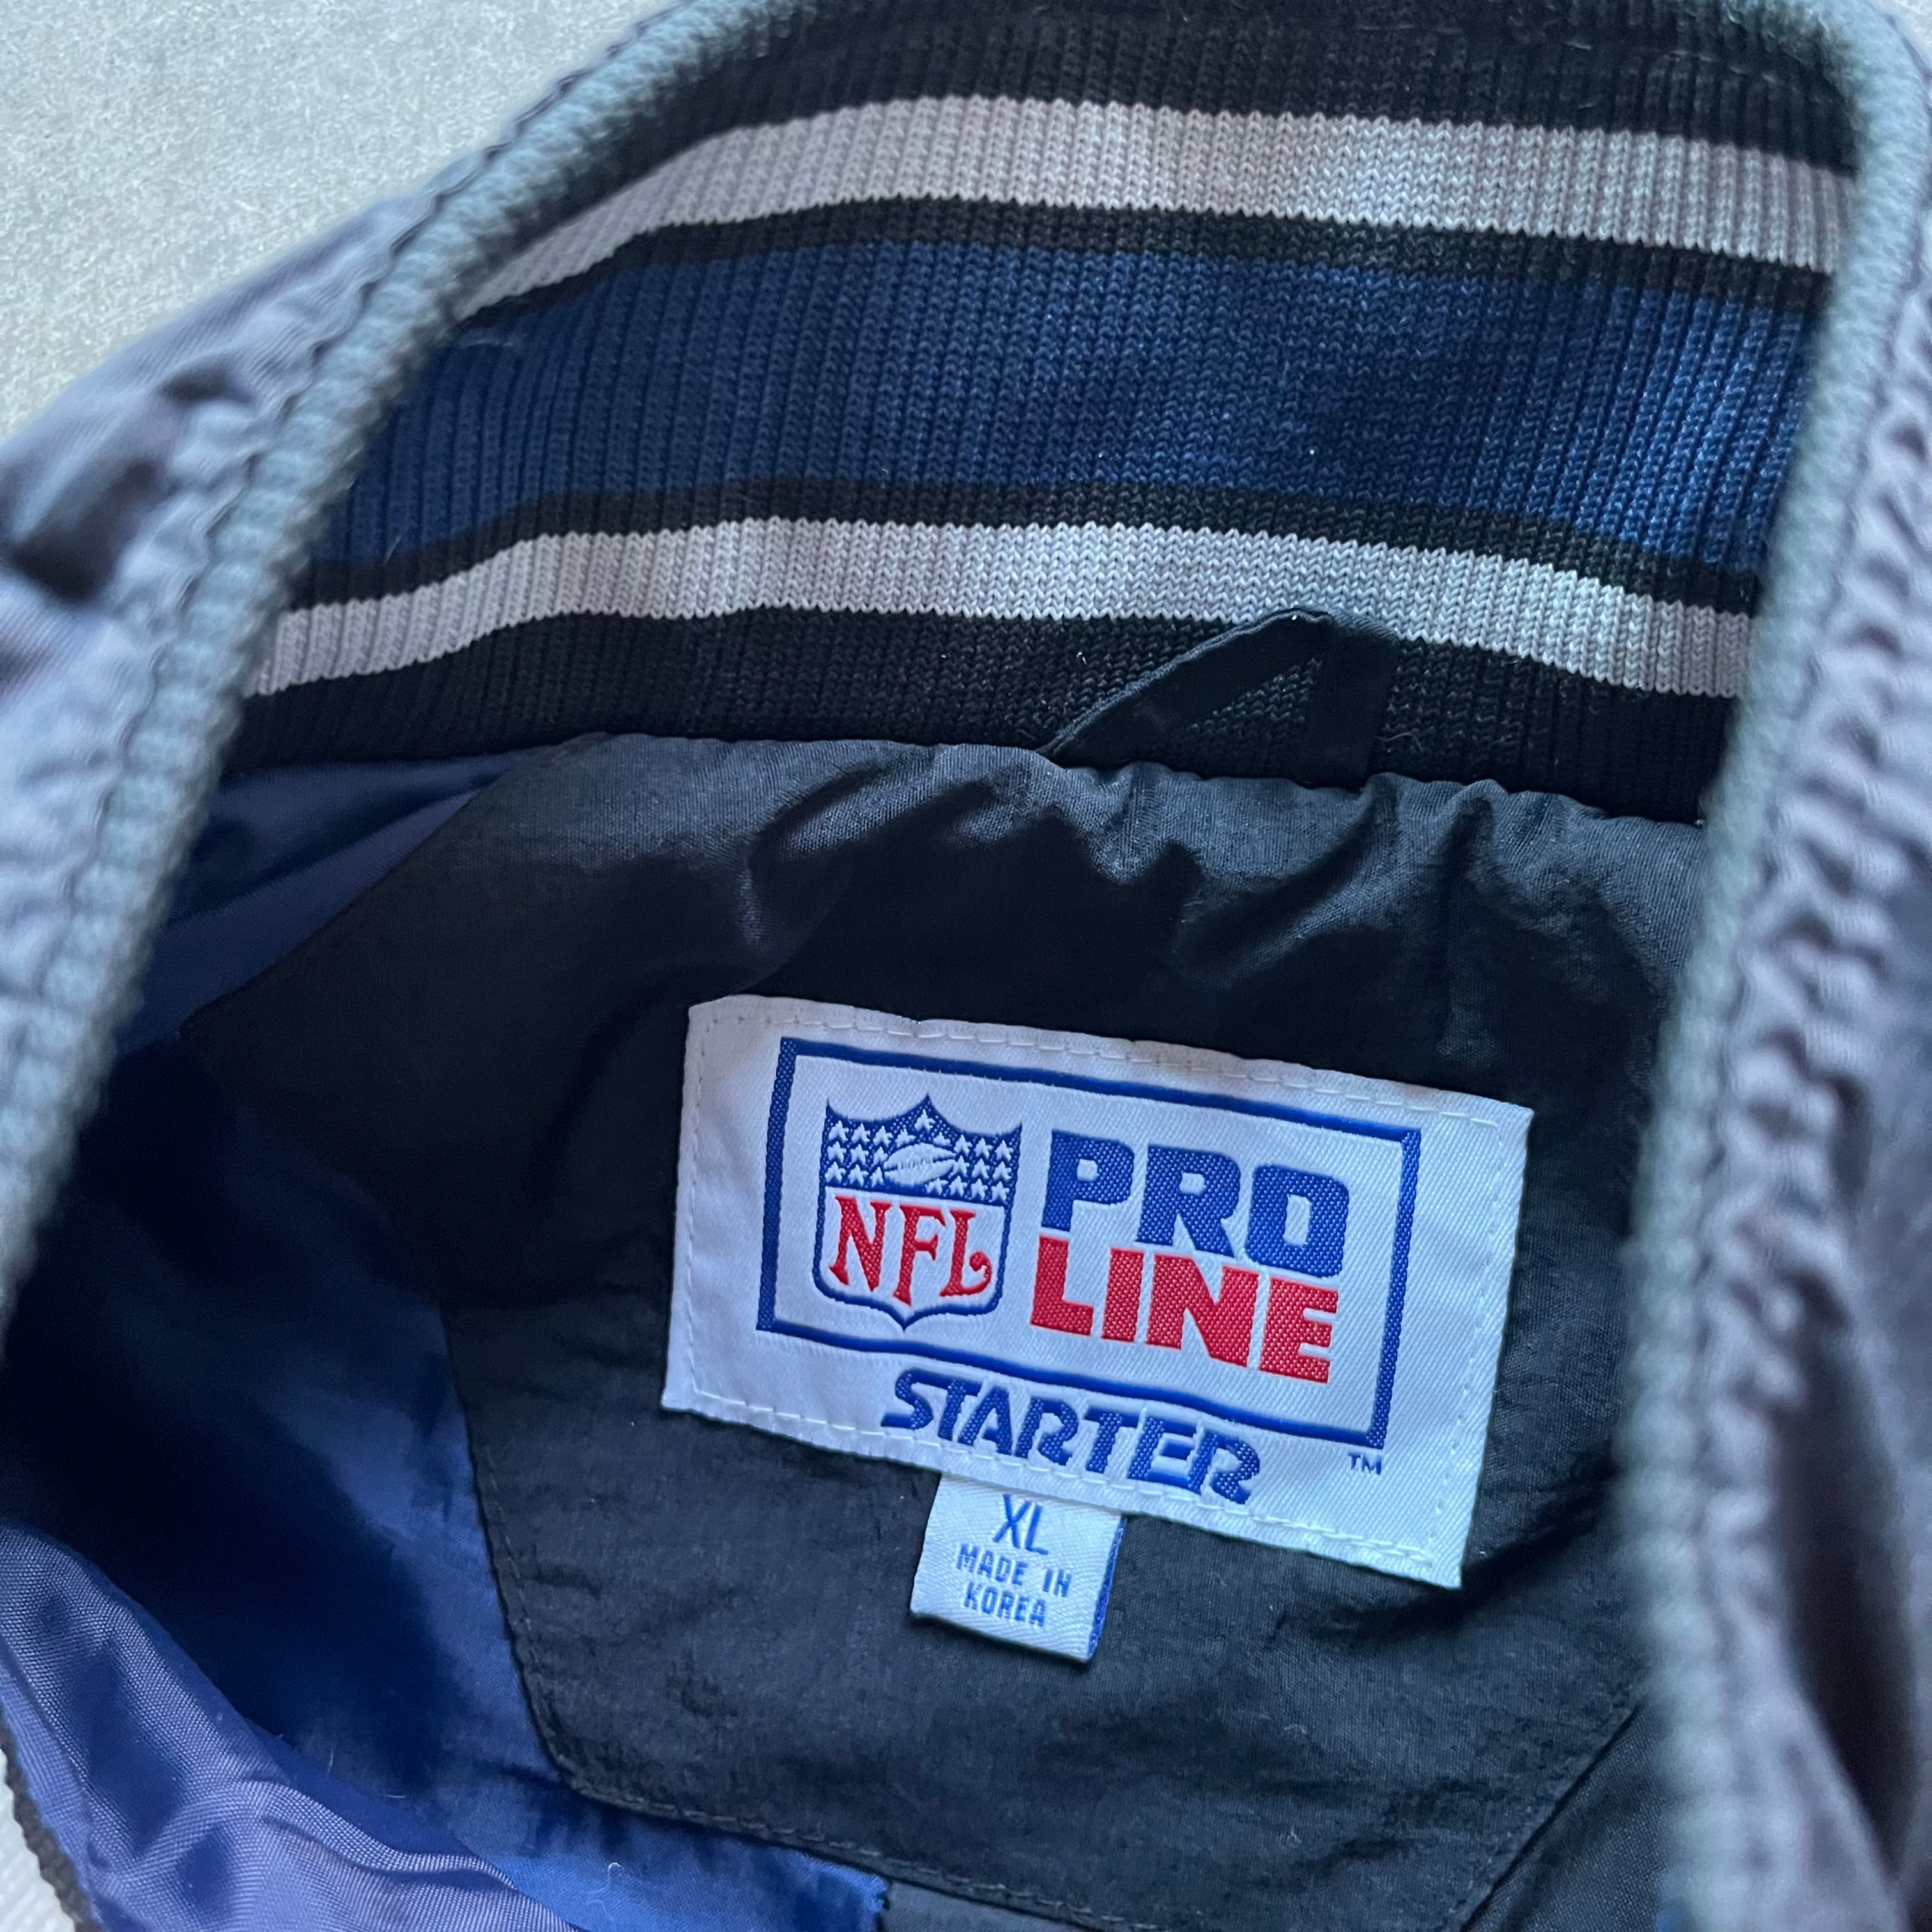 NFL
PRO
LINE
STARTER
TM
XL
MADE IN
KOREA